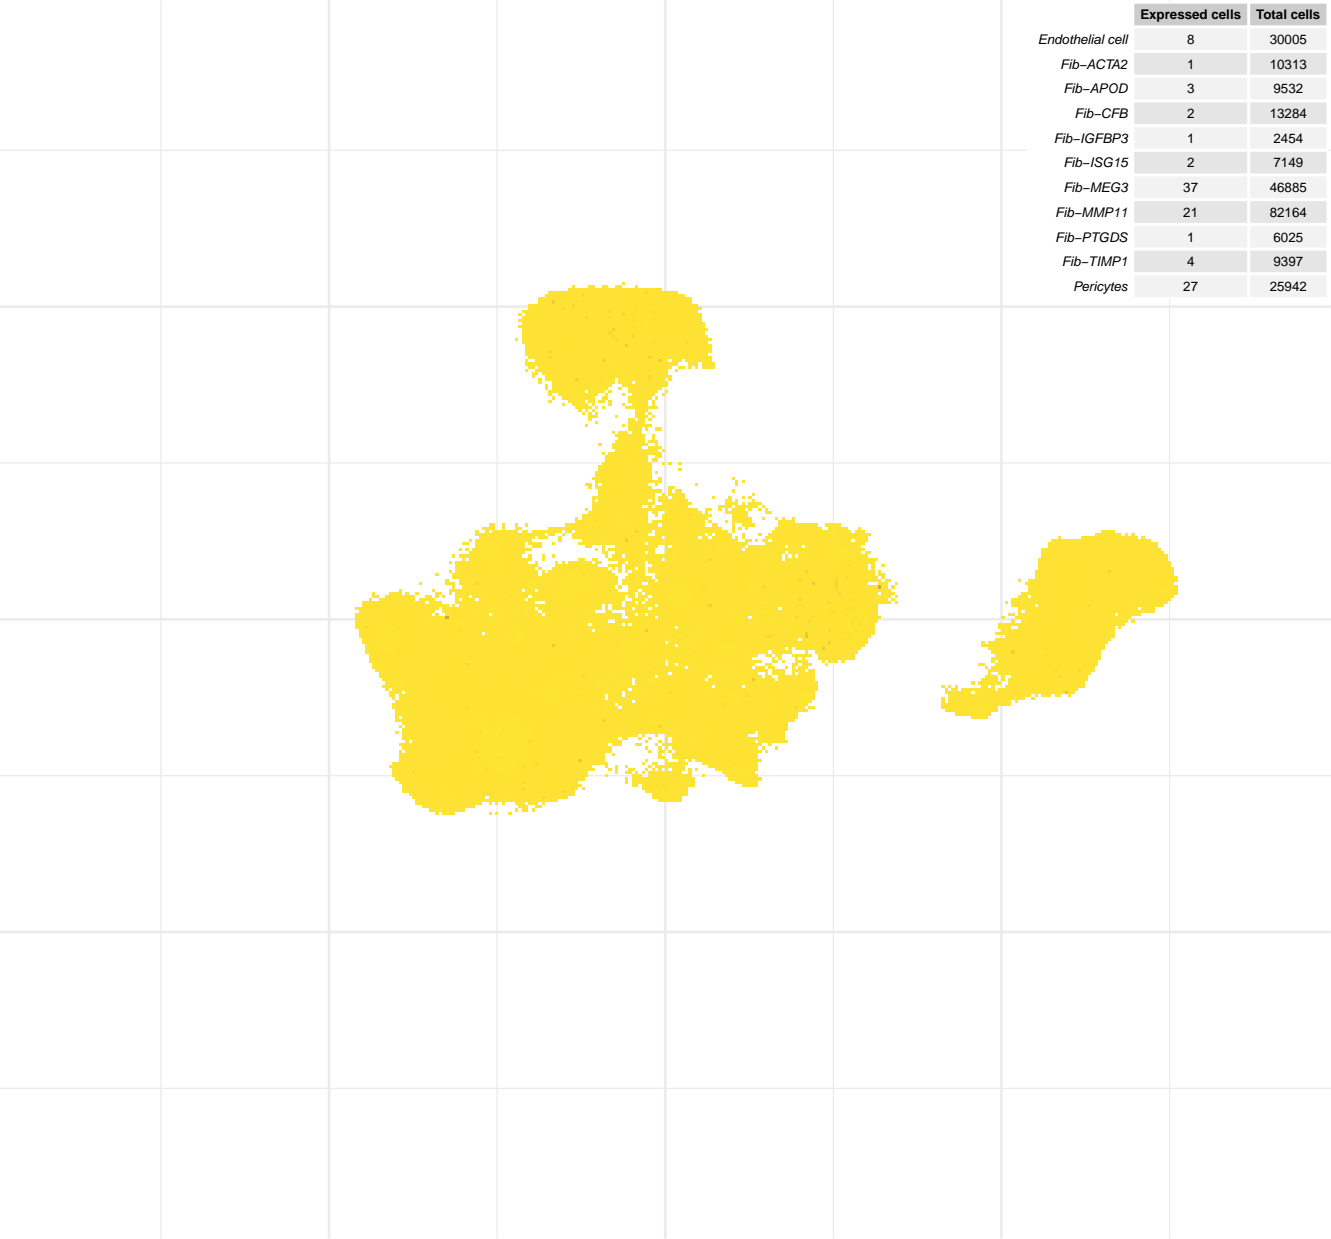 Expressed cells Total cells
Endothelial cell 8 30005
Fib−ACTA2 1 10313
Fib−APOD 3 9532
Fib−CFB 2 13284
Fib−IGFBP3 1 2454
Fib−ISG15 2 7149
Fib−MEG3 37 46885
Fib−MMP11 21 82164
Fib−PTGDS 1 6025
Fib−TIMP1 4 9397
Pericytes 27 25942